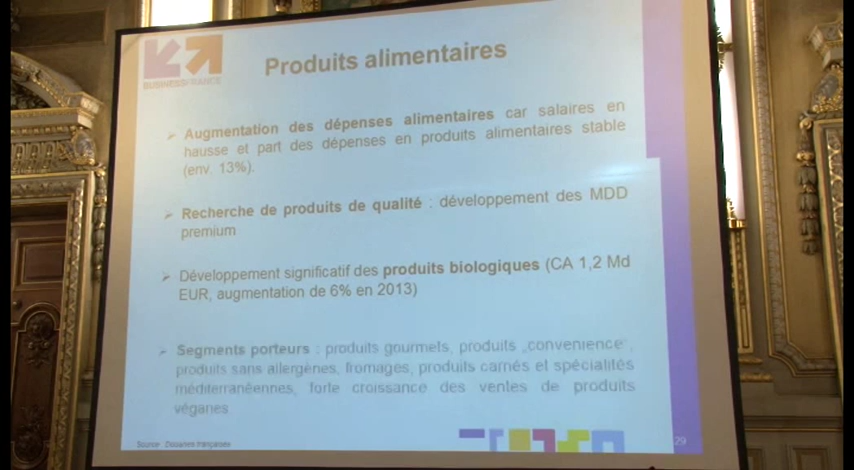 BUSINESS FRANCE
Produits alimentaires
➢ Augmentation des dépenses alimentaires car salaires en
hausse et part des dépenses en produits alimentaires stable
(env. 13%).
➢ Recherche de produits de qualité : développement des MDD
premium
➢ Développement significatif des produits biologiques (CA 1,2 Md
EUR, augmentation de 6% en 2013)
➢ Segments porteurs : produits gourmets, produits „convenience“,
produits sans allergènes, fromages, produits carnés et spécialités
méditerranéennes, forte croissance des ventes de produits
véganes
Source : Douanes françaises
29